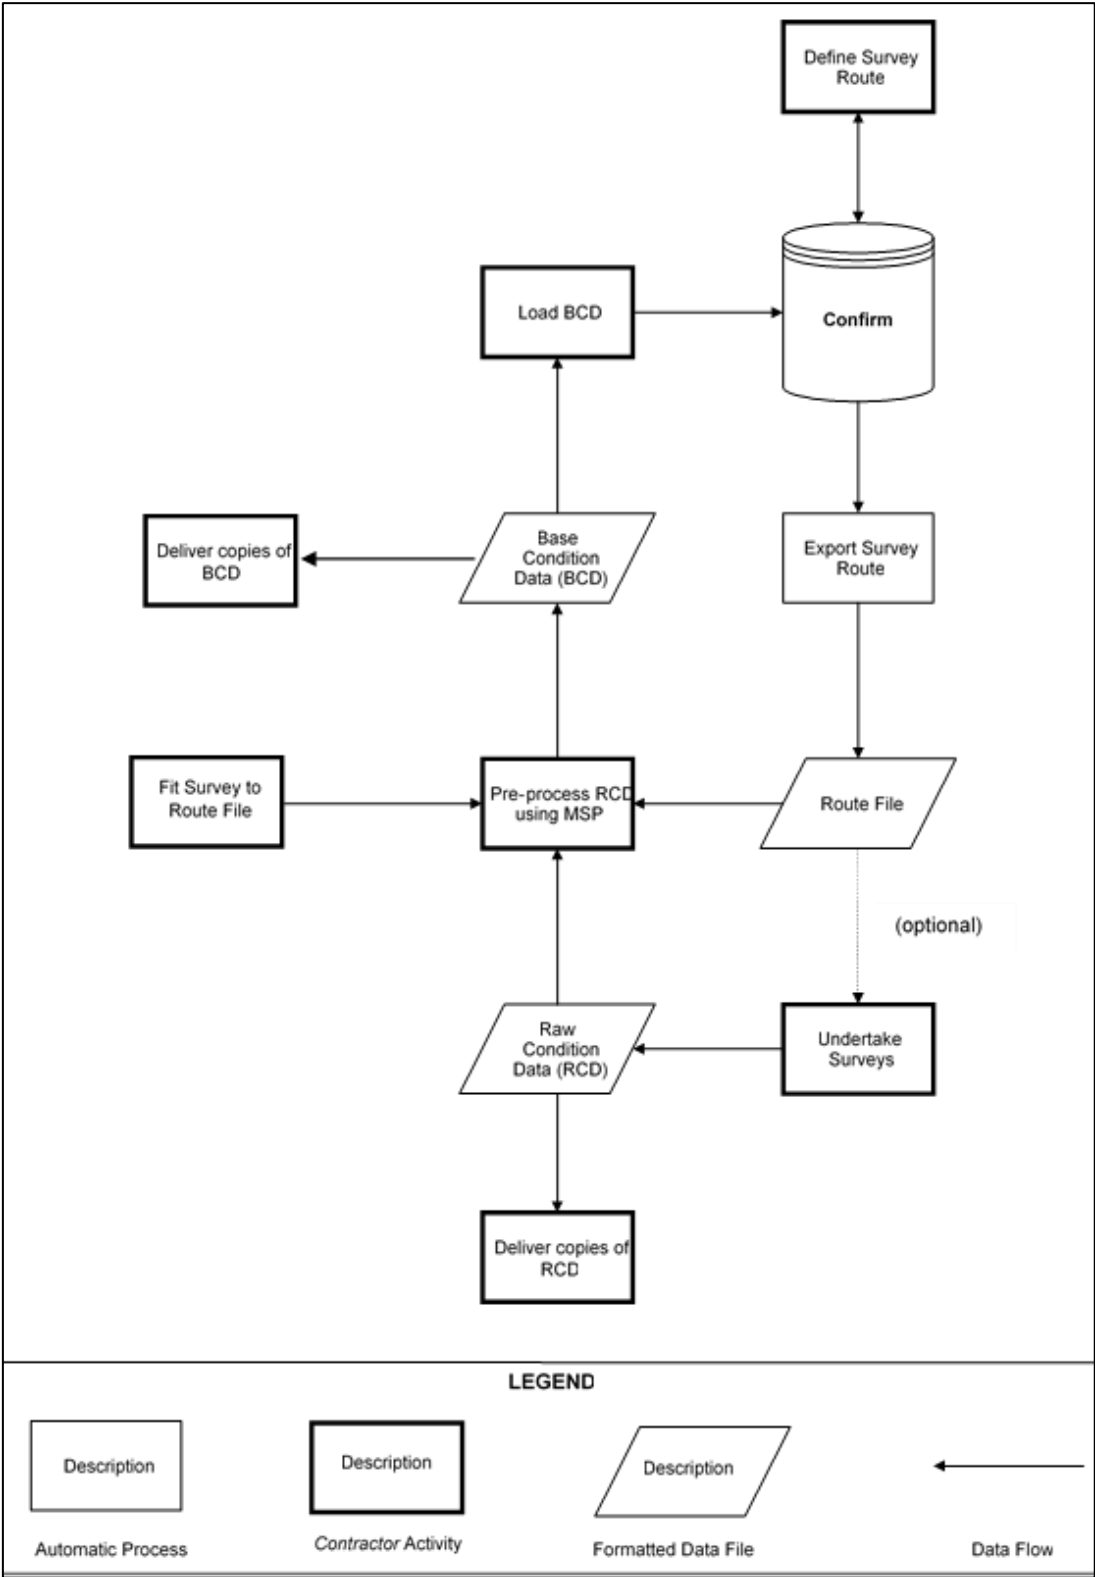 Define Survey
Route
Confirm
Load BCD
Export Survey
Route
Base
Condition
Data (BCD)
Deliver copies of
BCD
Fit Survey to
Route File
Pre-process RCD
using MSP
Route File
(optional)
Raw
Condition
Data (RCD)
Undertake
Surveys
Deliver copies of
RCD
LEGEND
Description
Description
Description
Automatic Process
Contractor Activity
Formatted Data File
Data Flow